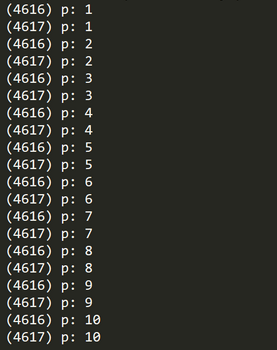 (4616) p: 1
(4617) p: 1
(4616) p: 2
(4617) p: 2
(4616) p: 3
(4617) p: 3
(4616) p: 4
(4617) p: 4
(4616) p: 5
(4617) p: 5
(4616) p: 6
(4617) p: 6
(4616) p: 7
(4617) p: 7
(4616) p: 8
(4617) p: 8
(4616) p: 9
(4617) p: 9
(4616) p: 10
(4617) p: 10